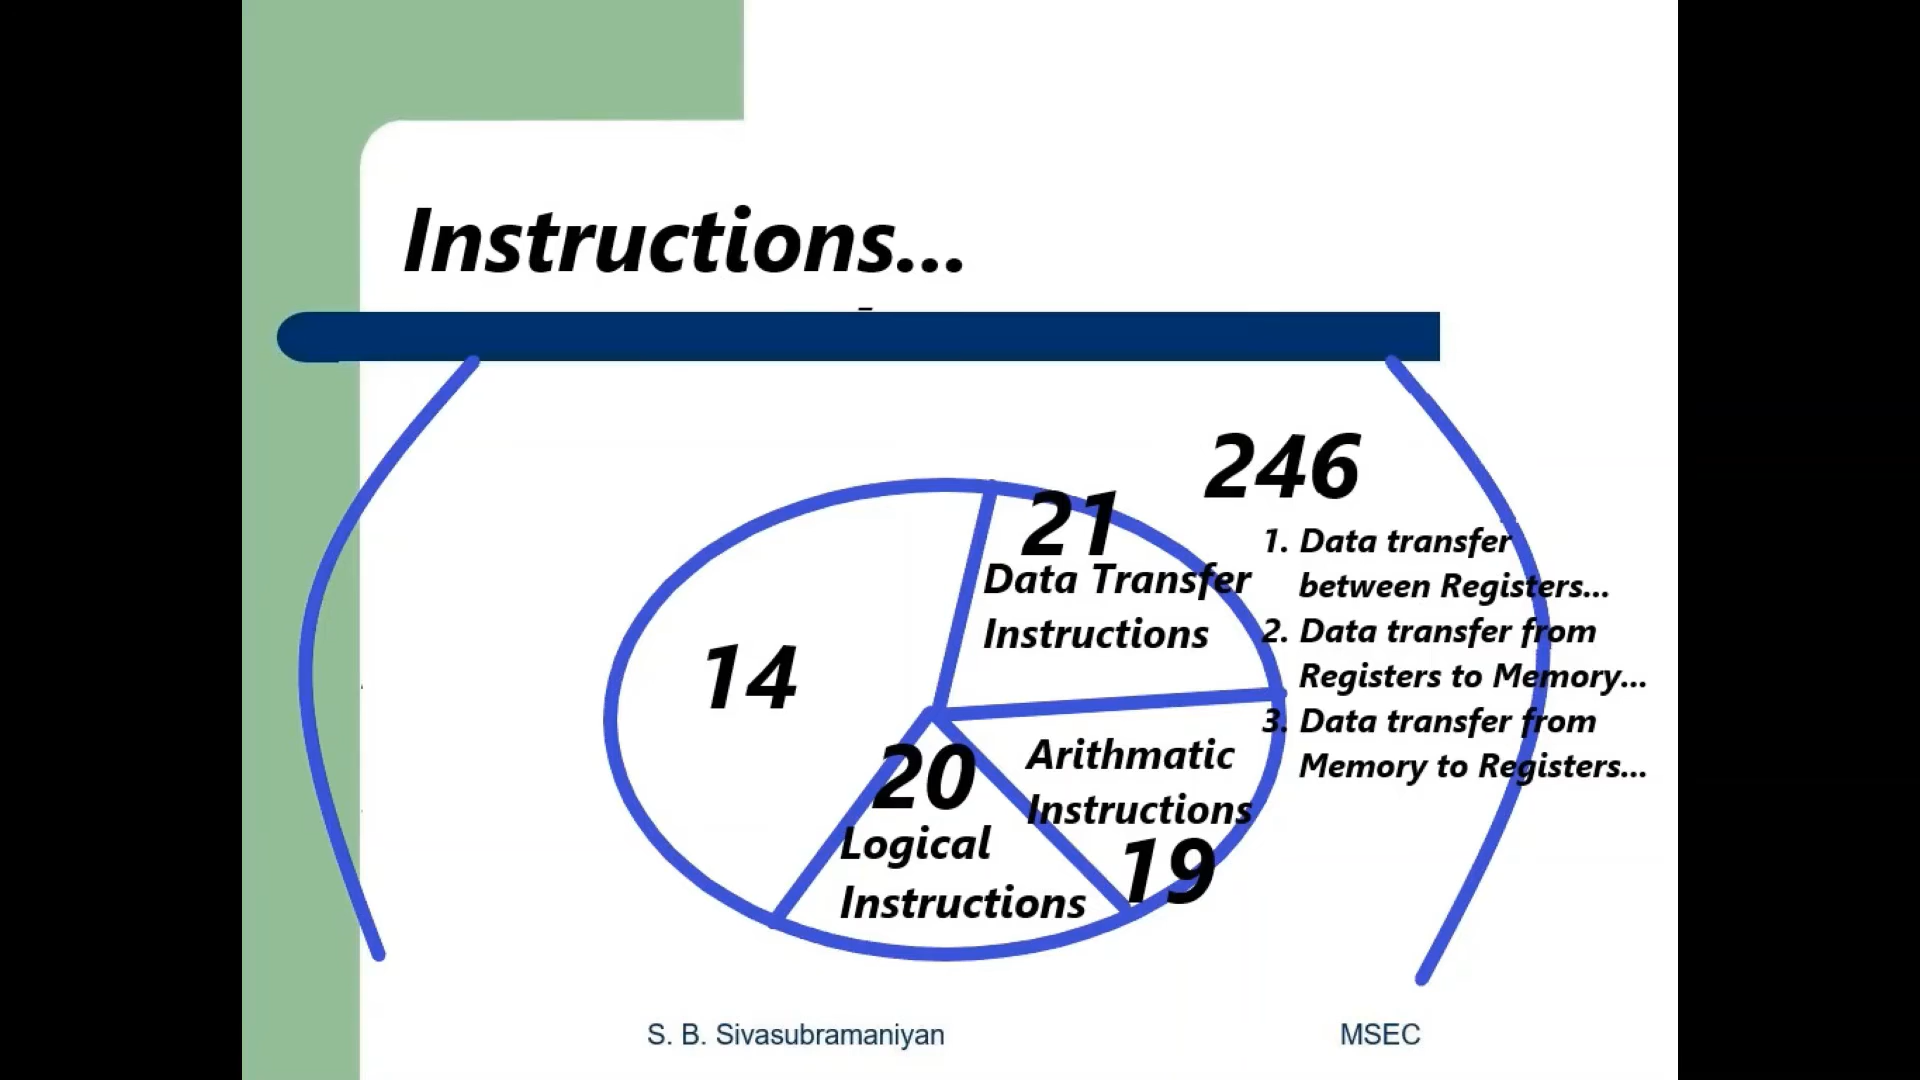 Instructions...
246
21
Data Transfer
Instructions
1. Data transfer
between Registers...
2. Data transfer from
Registers to Memory...
3. Data transfer from
Memory to Registers...
14
Arithmatic
Instructions
19
20
Logical
Instructions
S. B. Sivasubramaniyan
MSEC